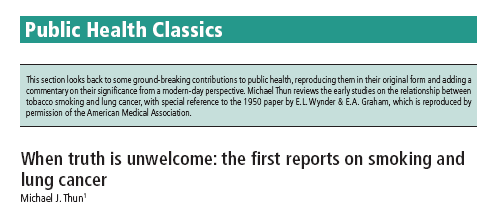 Public Health Classics
This section looks back to some ground-breaking contributions to public health, reproducing them in their original form and adding a
commentary on their significance from a modern-day perspective. Michael Thun reviews the early studies on the relationship between
tobacco smoking and lung cancer, with special reference to the 1950 paper by E.L. Wynder & E.A. Graham, which is reproduced by
permission of the American Medical Association.
When truth is unwelcome: the first reports on smoking and
lung cancer
Michael J. Thun¹